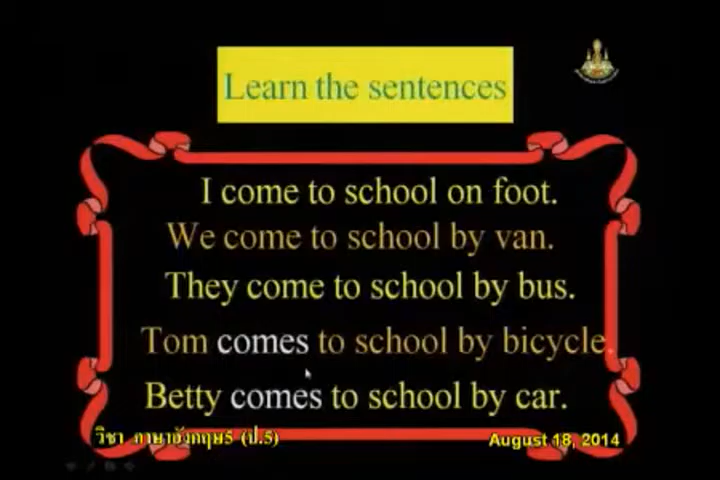 Learn the sentences
I come to school on foot.
We come to school by van.
They come to school by bus.
Tom comes to school by bicycle.
Betty comes to school by car.
วิชา ภาษาอังกฤษ5 (ป.5)
August 18, 2014